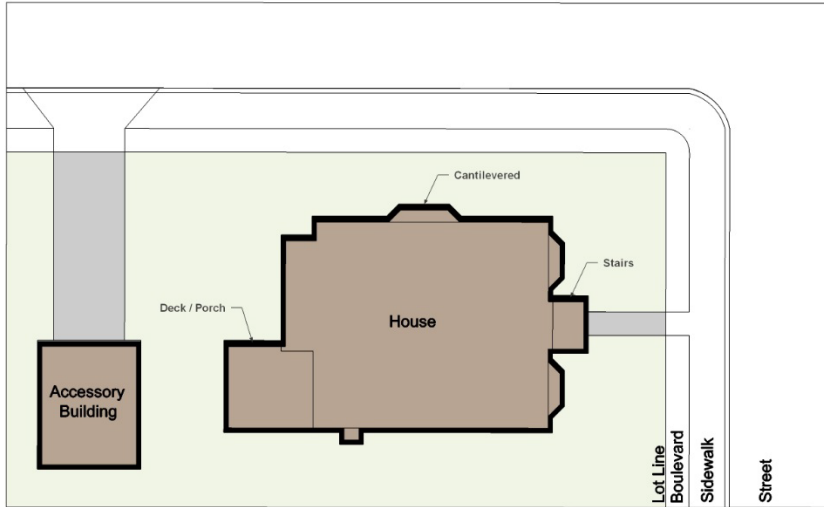 Cantilevered
Stairs
Deck / Porch
House
Accessory
Building
Lot Line
Boulevard
Sidewalk
Street